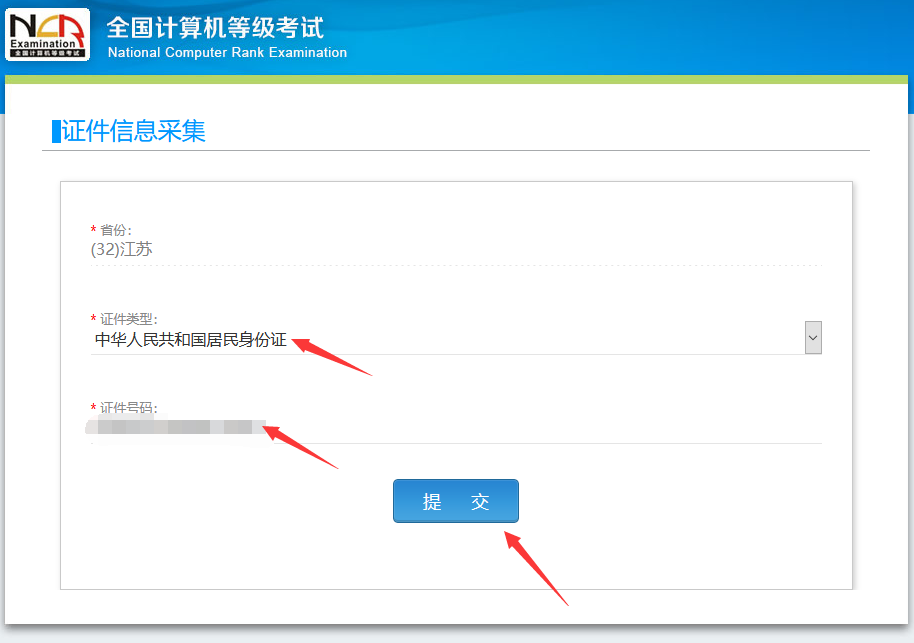 NCR
Examination
全国计算机等级考试
全国计算机等级考试
National Computer Rank Examination
证件信息采集
* 省份:
(32)江苏
* 证件类型:
中华人民共和国居民身份证
* 证件号码:
提 交